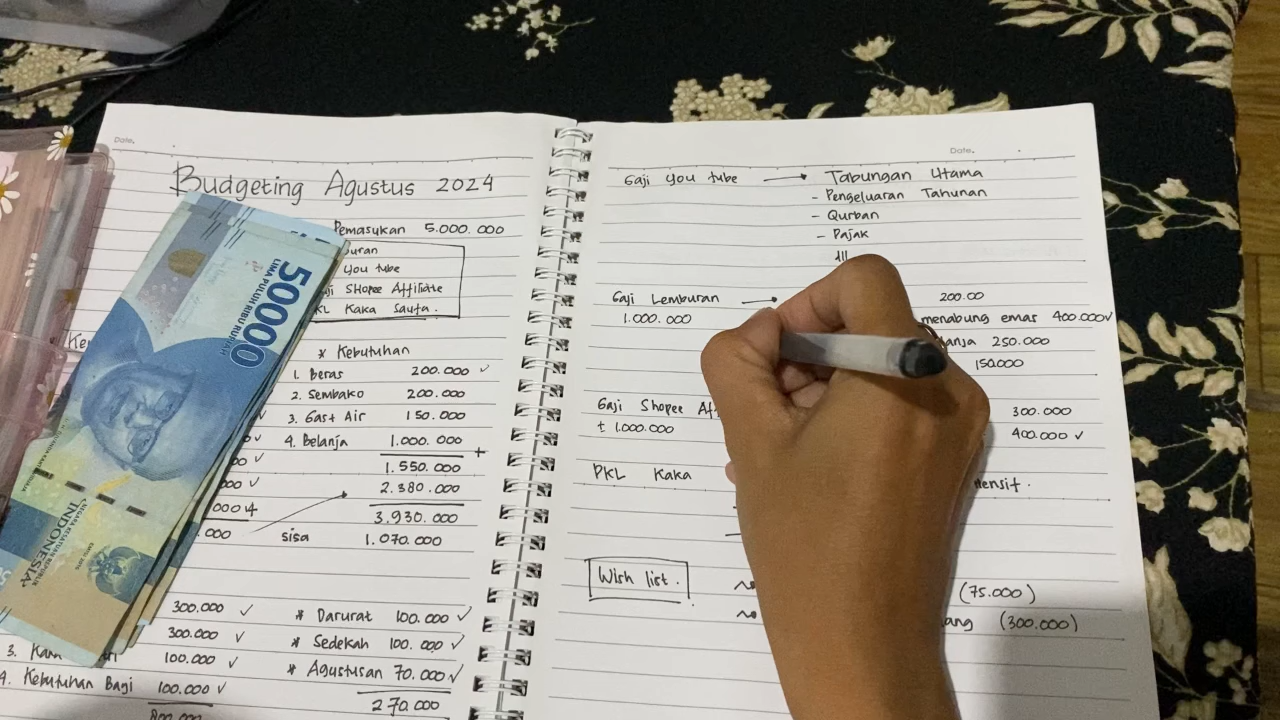 Date.
Budgeting Agustus 2024
Pemasukan 5.000.000
You tube
Shopee Affiliate
Kaka Sauta.
50000
LIMA PULUH RIBU RUPIAH
INDONESIA
* Kebutuhan
1. Beras 200.000 ✓
2. Sembako 200.000
3. Gas + Air 150.000
4. Belanja 1.000.000 +
1.550.000
2.380.000
3.930.000
sisa 1.070.000
300.000 ✓ * Darurat 100.000 ✓
300.000 ✓ * Sedekah 100.000 ✓
3. 100.000 ✓ * Agustusan 70.000 ✓
4. Kebutuhan Bayi 100.000 ✓ 270.000
Date.
Gaji You tube → Tabungan Utama
- Pengeluaran Tahunan
- Qurban
- Pajak
dll
Gaji Lemburan → 200.00
1.000.000 menabung emas 400.000 ✓
250.000
150.000
Gaji Shopee 300.000
± 1.000.000 400.000 ✓
PKL Kaka
Wish list.
(75.000)
(300.000)